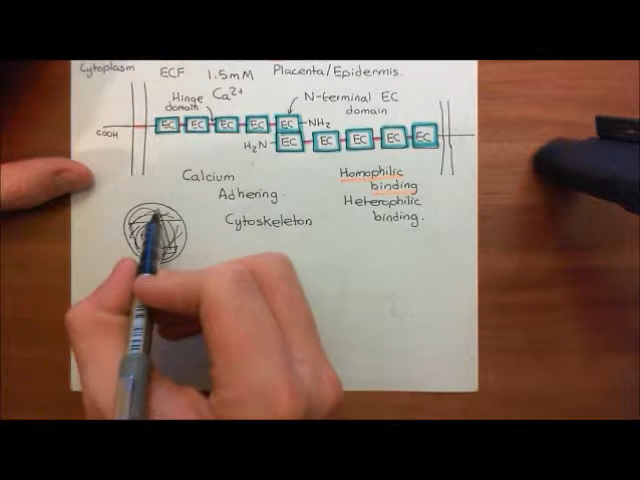 Cytoplasm ECF 1.5mM Placenta/Epidermis.
Hinge domain Ca2+ N-terminal EC domain
COOH EC EC EC EC EC NH2
H2N EC EC EC EC EC
Calcium Homophilic
Adhering. binding
Cytoskeleton Heterophilic
binding.